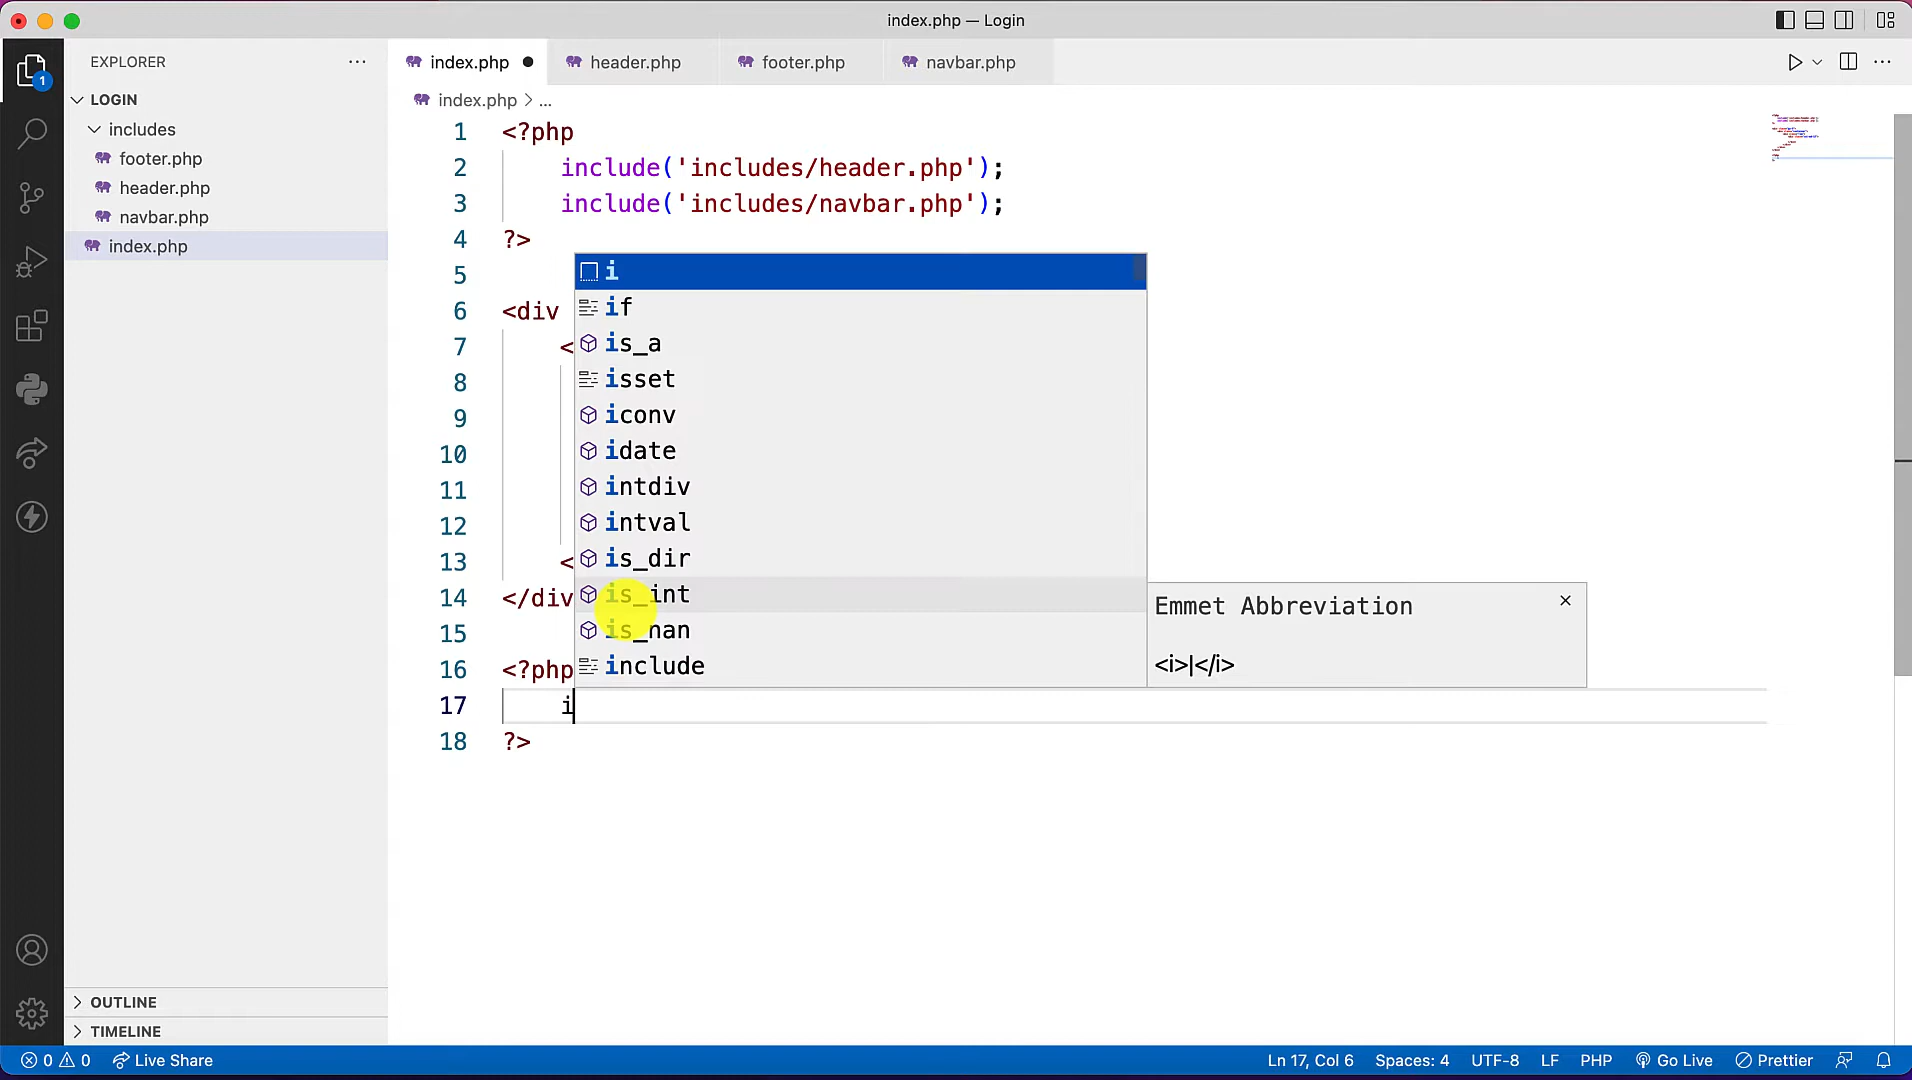 index.php — Login
EXPLORER
LOGIN
includes
footer.php
header.php
navbar.php
index.php
OUTLINE
TIMELINE
1
index.php
header.php
footer.php
navbar.php
index.php > ...
1 <?php
2 include('includes/header.php');
3 include('includes/navbar.php');
4 ?>
5
6 <div
7 <
8
9
10
11
12
13 <
14 </div
15
16 <?php
17 i
18 ?>
i
if
is_a
isset
iconv
idate
intdiv
intval
is_dir
is_int
is_nan
include
Emmet Abbreviation
<i>|</i>
0 0 Live Share
Ln 17, Col 6 Spaces: 4 UTF-8 LF PHP Go Live Prettier